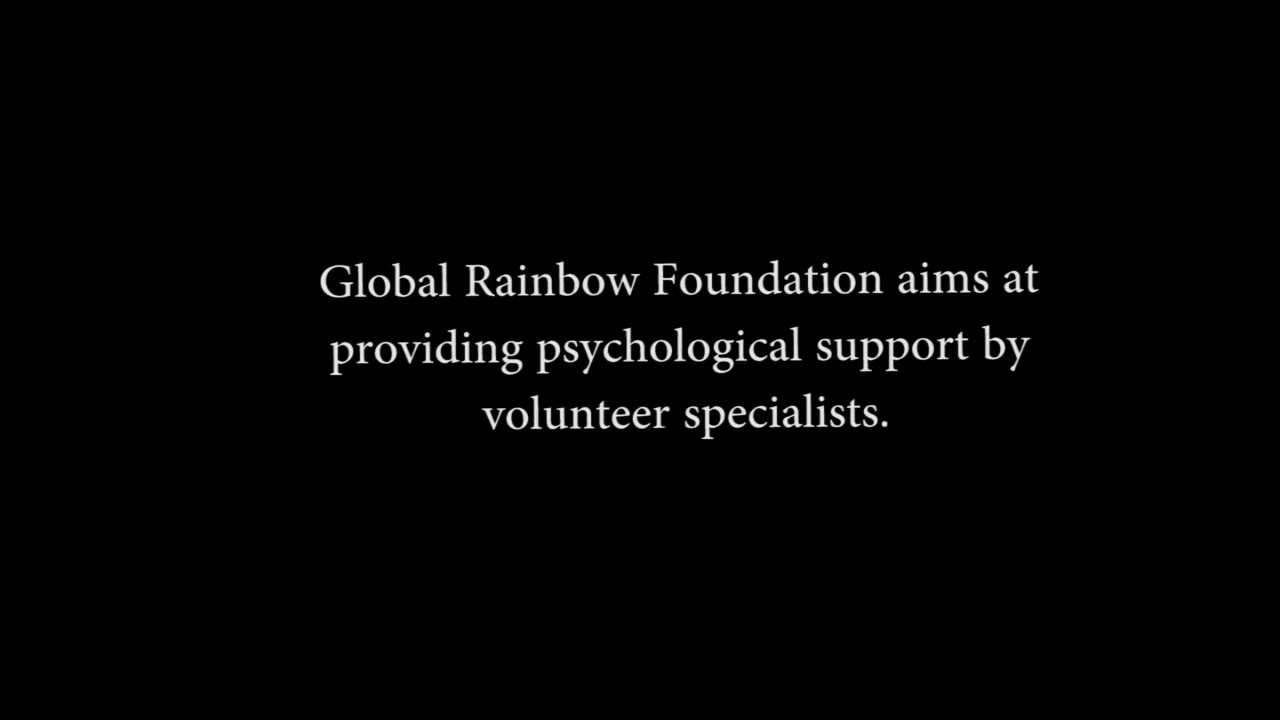 Global Rainbow Foundation aims at
providing psychological support by
volunteer specialists.